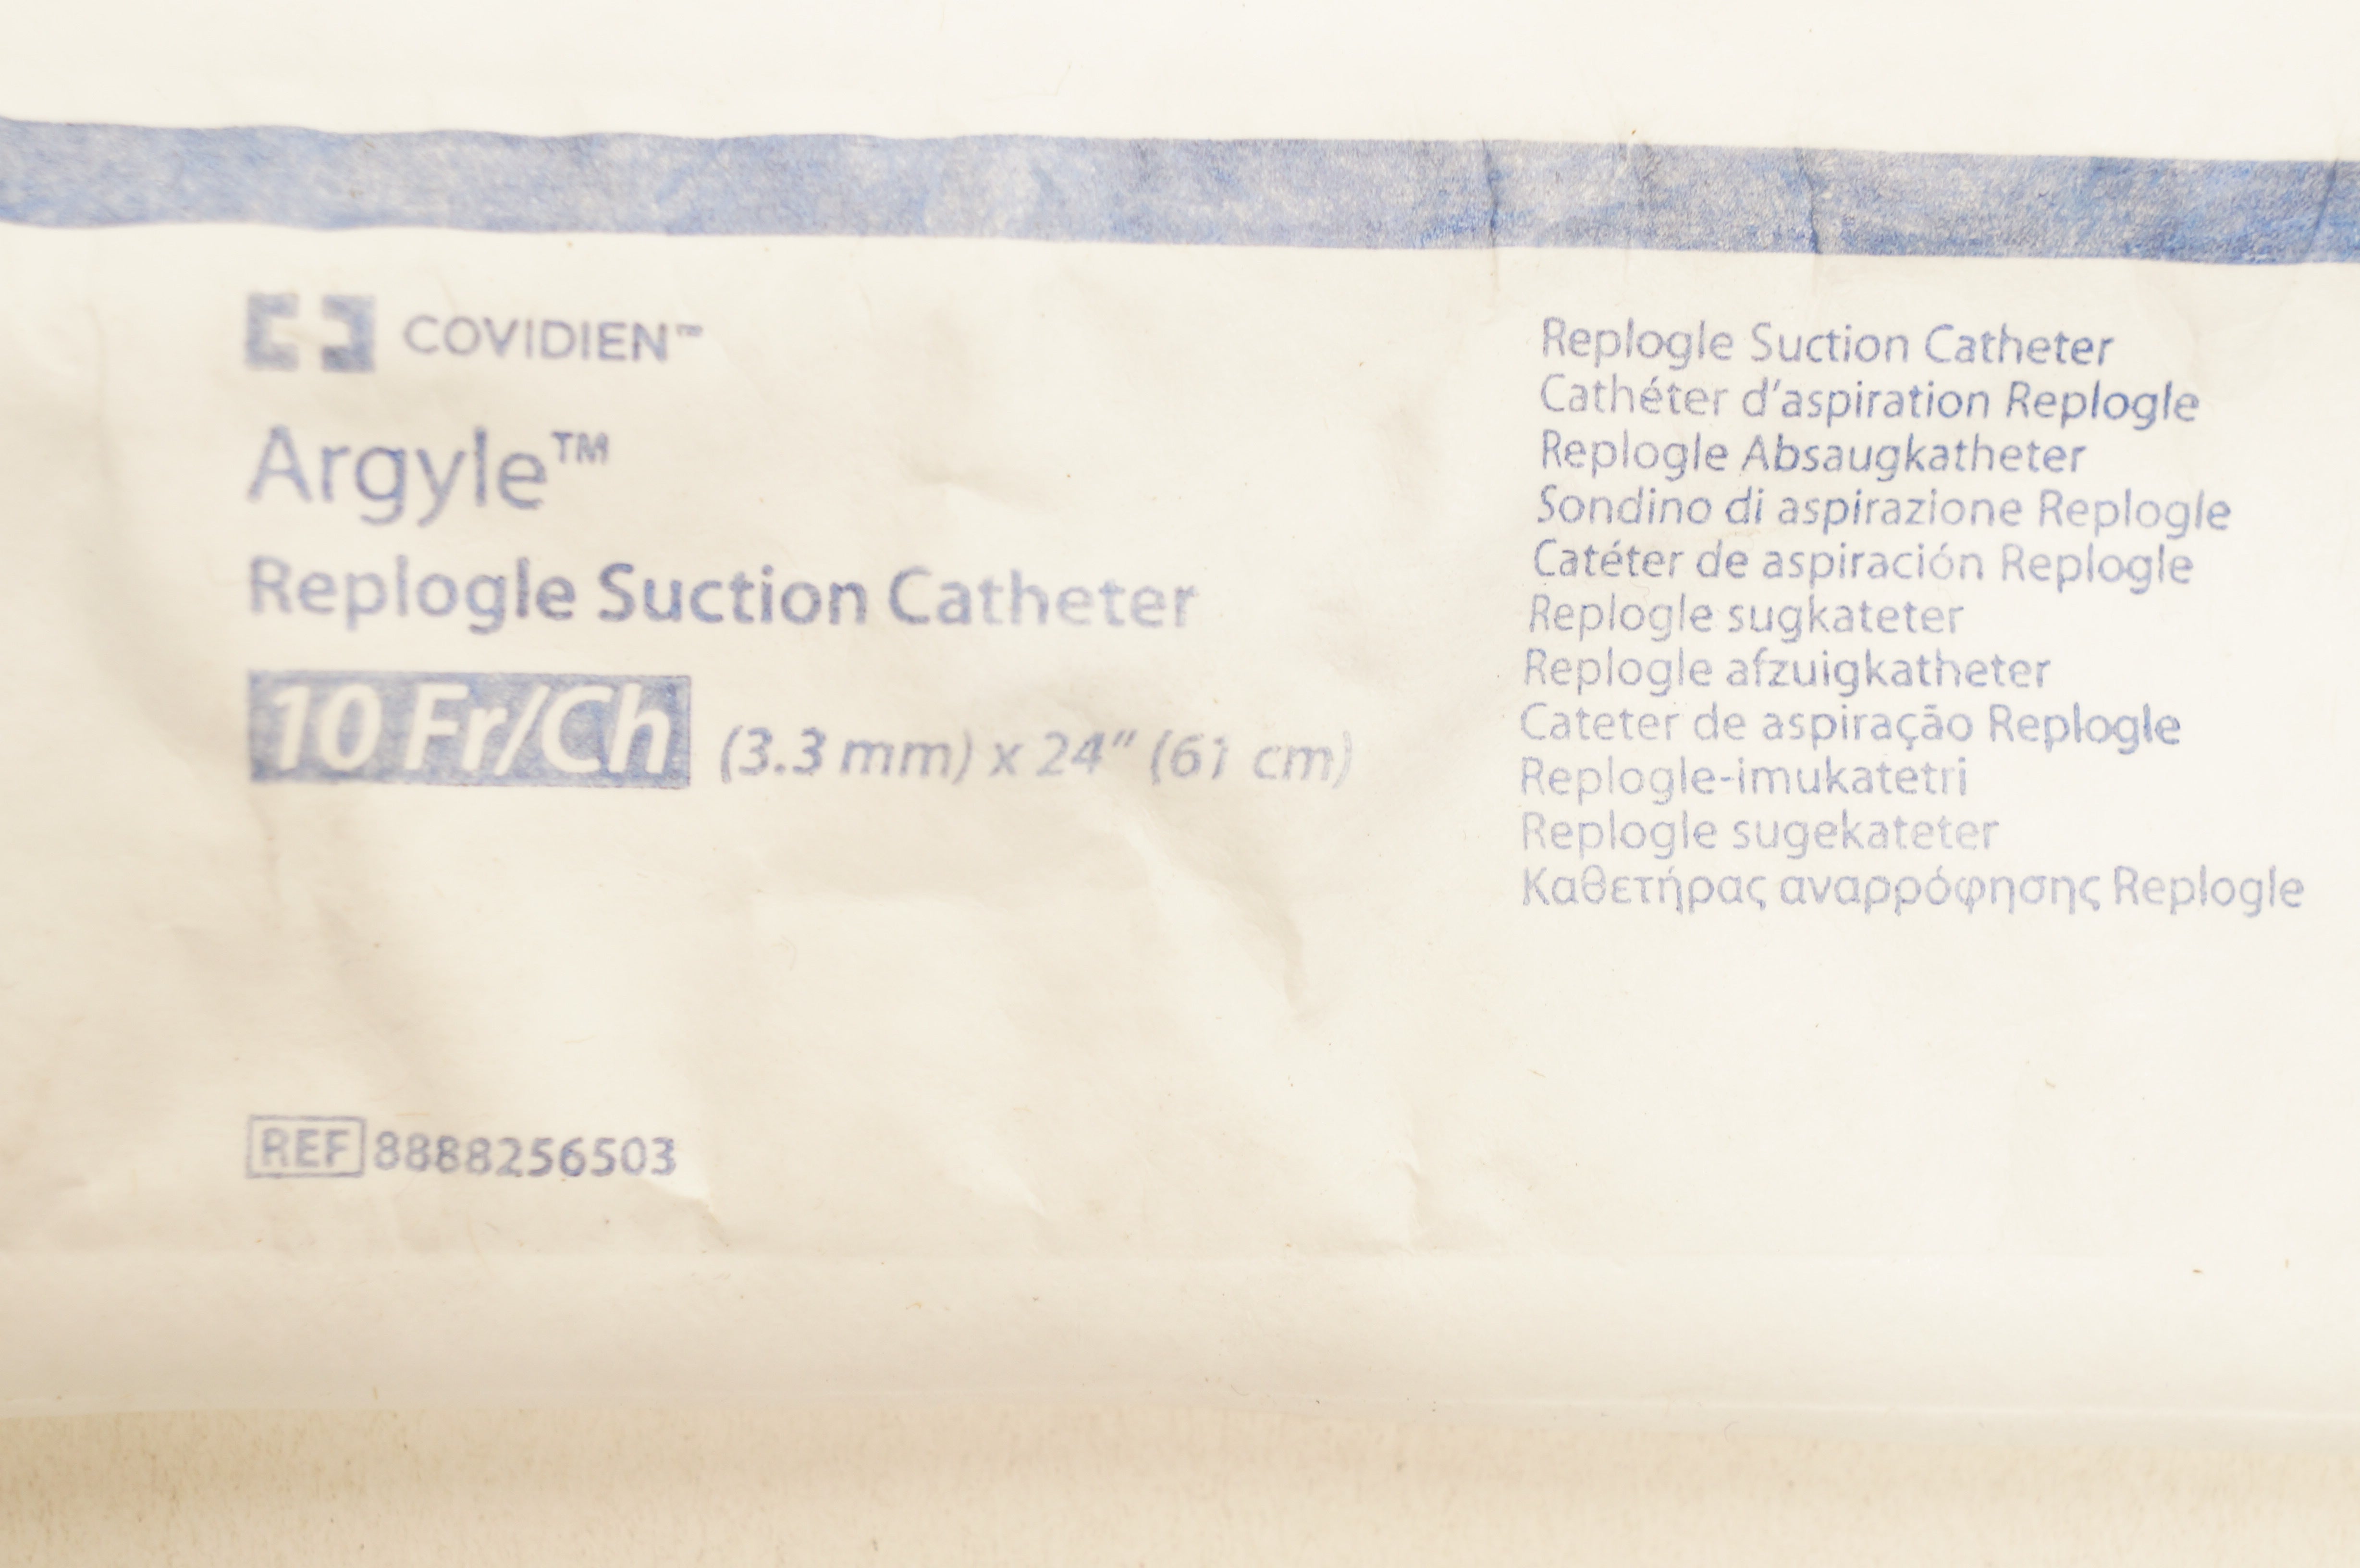 COVIDIEN™
Argyle™
Replogle Suction Catheter
10 Fr/Ch (3.3 mm) x 24" (61 cm)
REF 8888256503
Replogle Suction Catheter
Cathéter d'aspiration Replogle
Replogle Absaugkatheter
Sondino di aspirazione Replogle
Catéter de aspiración Replogle
Replogle sugkateter
Replogle afzuigkatheter
Cateter de aspiração Replogle
Replogle-imukatetri
Replogle sugekateter
Καθετήρας αναρρόφησης Replogle